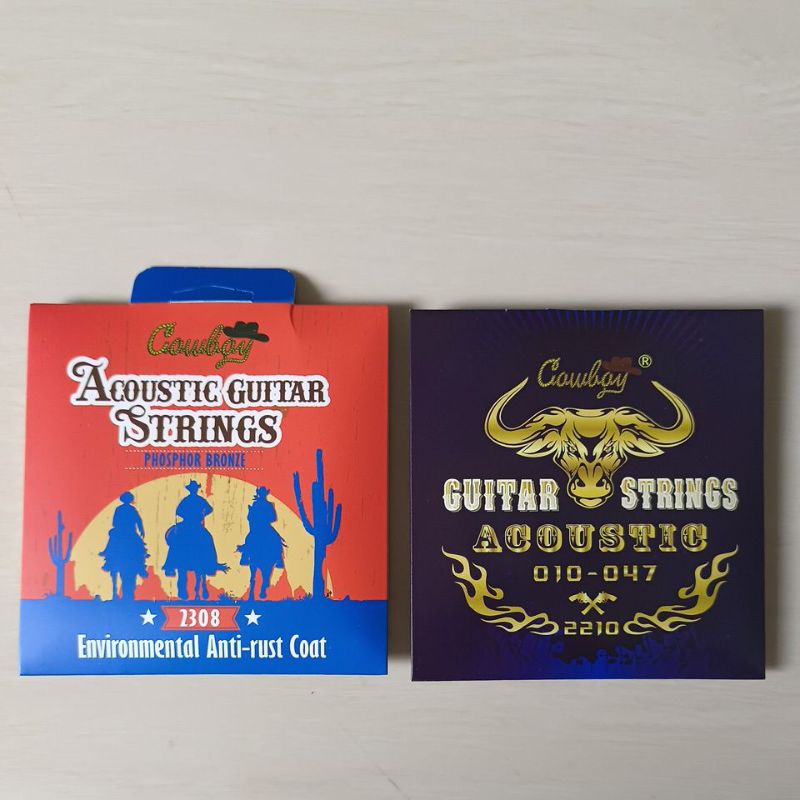 Cowboy
ACOUSTIC GUITAR
STRINGS
PHOSPHOR BRONZE
2308
Environmental Anti-rust Coat
Cowboy®
GUITAR STRINGS
ACOUSTIC
010-047
2210